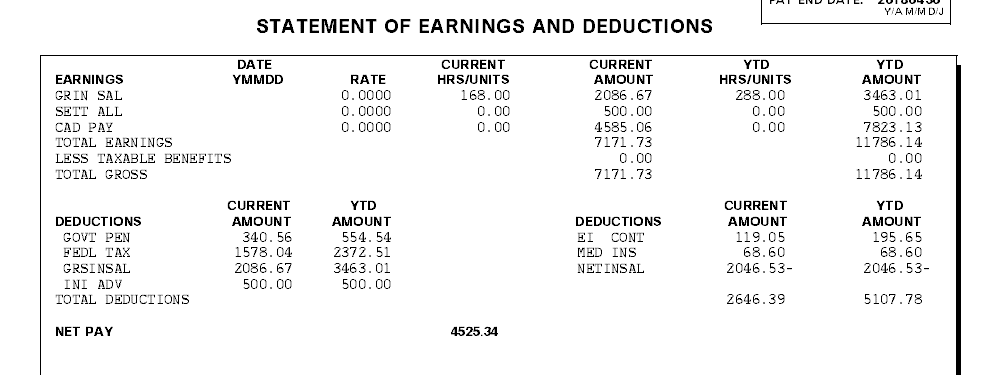 PAY END DATE:
Y/A M/M D/J
STATEMENT OF EARNINGS AND DEDUCTIONS
DATE CURRENT CURRENT YTD YTD
EARNINGS YMMDD RATE HRS/UNITS AMOUNT HRS/UNITS AMOUNT
GRIN SAL 0.0000 168.00 2086.67 288.00 3463.01
SETT ALL 0.0000 0.00 500.00 0.00 500.00
CAD PAY 0.0000 0.00 4585.06 0.00 7823.13
TOTAL EARNINGS 7171.73 11786.14
LESS TAXABLE BENEFITS 0.00 0.00
TOTAL GROSS 7171.73 11786.14
CURRENT YTD CURRENT YTD
DEDUCTIONS AMOUNT AMOUNT DEDUCTIONS AMOUNT AMOUNT
GOVT PEN 340.56 554.54 EI CONT 119.05 195.65
FEDL TAX 1578.04 2372.51 MED INS 68.60 68.60
GRSINSAL 2086.67 3463.01 NETINSAL 2046.53- 2046.53-
INI ADV 500.00 500.00
TOTAL DEDUCTIONS 2646.39 5107.78
NET PAY 4525.34